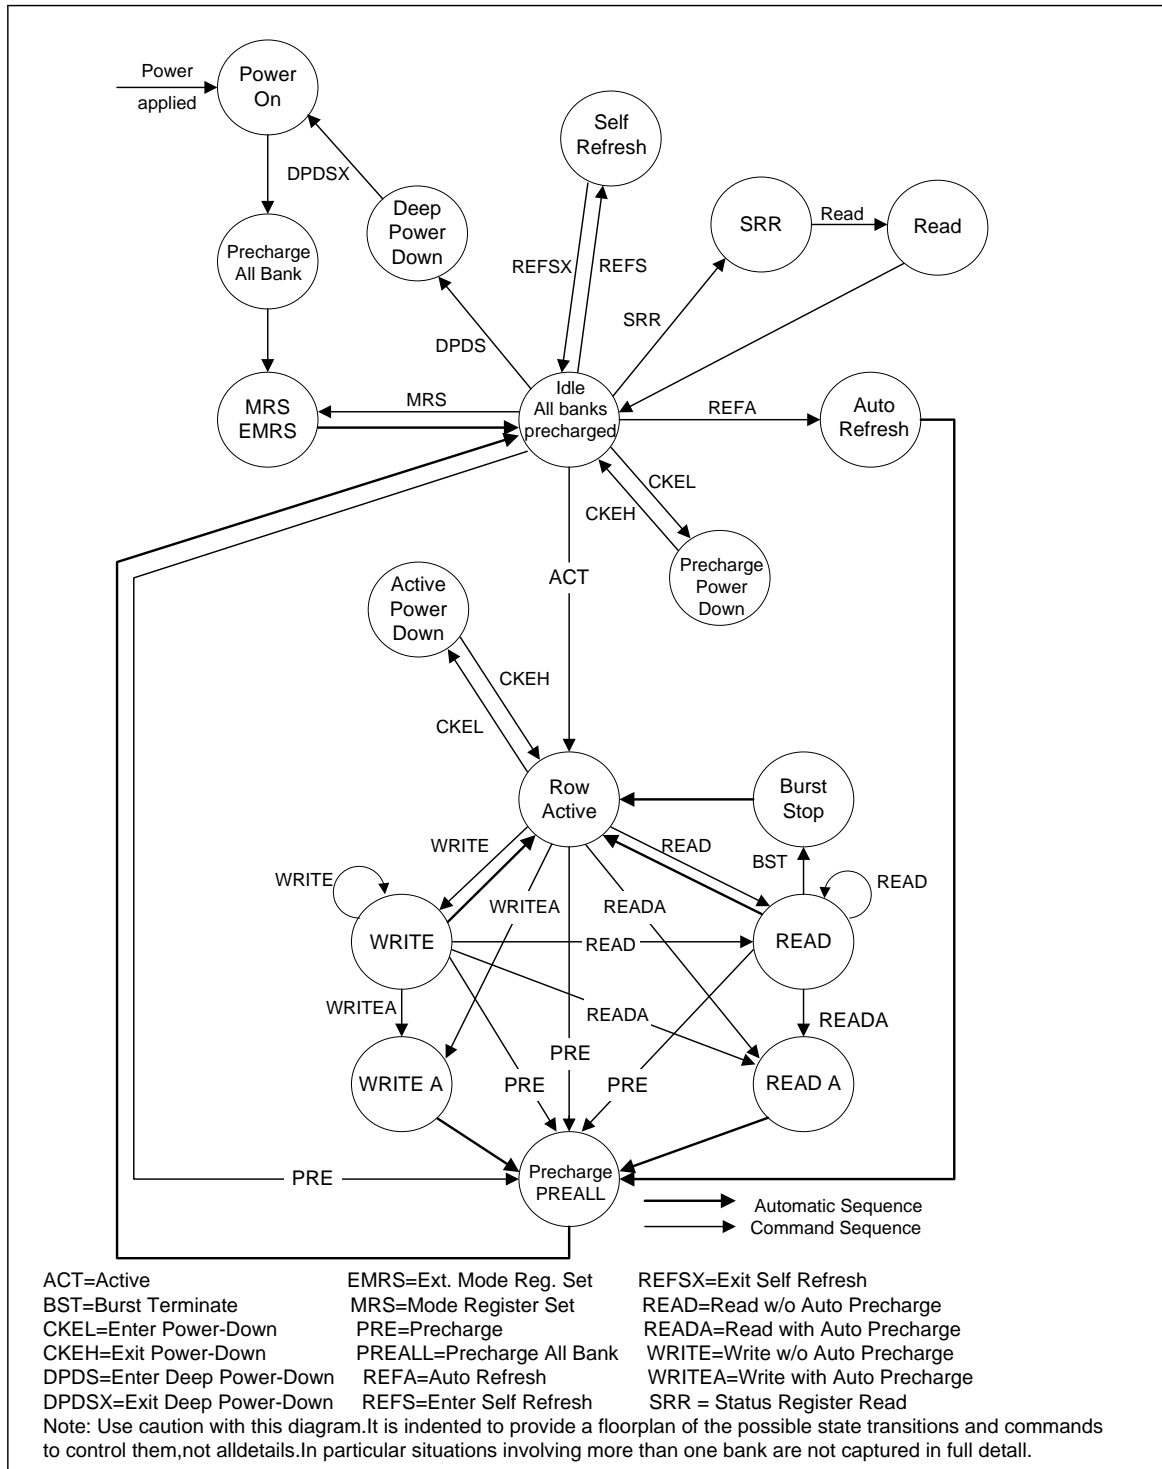 Power
applied
Power
On
Self
Refresh
DPDSX
Deep
Power
Down
SRR
Read
Read
Precharge
All Bank
REFSX
REFS
SRR
DPDS
MRS
EMRS
MRS
Idle
All banks
precharged
REFA
Auto
Refresh
CKEL
CKEH
ACT
Precharge
Power
Down
Active
Power
Down
CKEH
CKEL
Row
Active
Burst
Stop
WRITE
READ
BST
WRITE
READ
WRITEA
READA
WRITE
READ
READ
WRITEA
READA
READA
PRE
WRITE A
PRE
PRE
READ A
PRE
Precharge
PREALL
Automatic Sequence
Command Sequence
ACT=Active EMRS=Ext. Mode Reg. Set REFSX=Exit Self Refresh
BST=Burst Terminate MRS=Mode Register Set READ=Read w/o Auto Precharge
CKEL=Enter Power-Down PRE=Precharge READA=Read with Auto Precharge
CKEH=Exit Power-Down PREALL=Precharge All Bank WRITE=Write w/o Auto Precharge
DPDS=Enter Deep Power-Down REFA=Auto Refresh WRITEA=Write with Auto Precharge
DPDSX=Exit Deep Power-Down REFS=Enter Self Refresh SRR = Status Register Read
Note: Use caution with this diagram.It is indented to provide a floorplan of the possible state transitions and commands
to control them,not alldetails.In particular situations involving more than one bank are not captured in full detall.